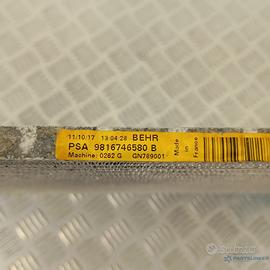 11/10/17 13:04:28 BEHR
PSA 9816746580 B
Machine: 0262 G GN789001
Made in France